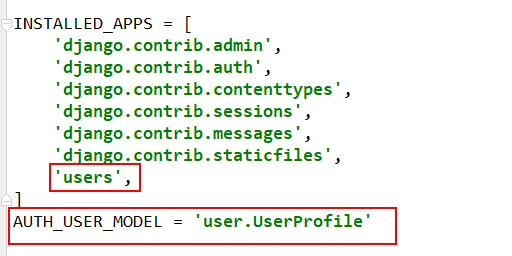 INSTALLED_APPS = [
    'django.contrib.admin',
    'django.contrib.auth',
    'django.contrib.contenttypes',
    'django.contrib.sessions',
    'django.contrib.messages',
    'django.contrib.staticfiles',
    'users',
]
AUTH_USER_MODEL = 'user.UserProfile'